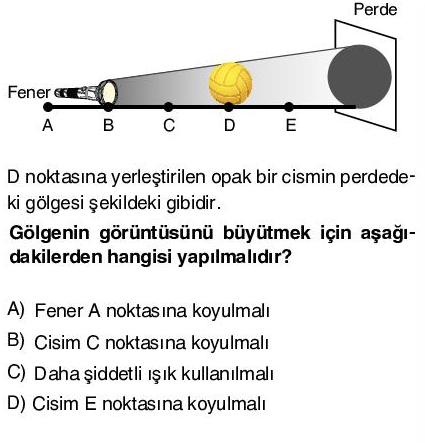 Perde
Fener
A B C D E
D noktasına yerleştirilen opak bir cismin perdede-
ki gölgesi şekildeki gibidir.
Gölgenin görüntüsünü büyütmek için aşağı-
dakilerden hangisi yapılmalıdır?
A) Fener A noktasına koyulmalı
B) Cisim C noktasına koyulmalı
C) Daha şiddetli ışık kullanılmalı
D) Cisim E noktasına koyulmalı